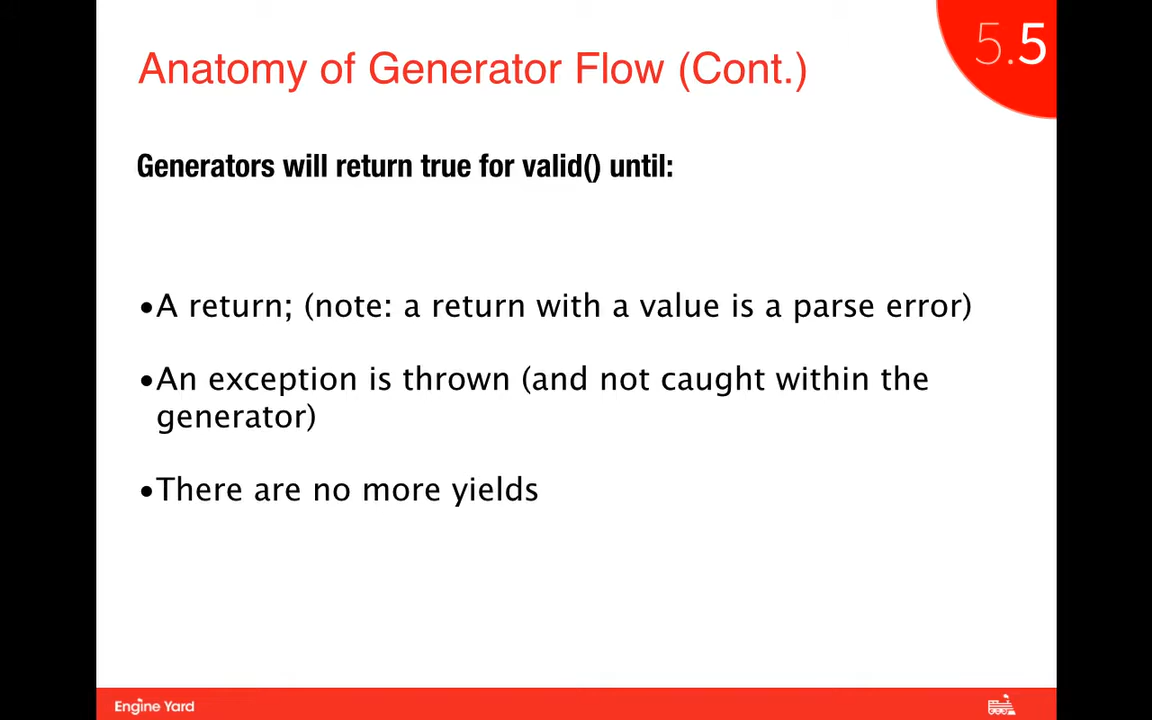 5.5
Anatomy of Generator Flow (Cont.)
Generators will return true for valid() until:
•A return; (note: a return with a value is a parse error)
•An exception is thrown (and not caught within the
generator)
•There are no more yields
Engine Yard